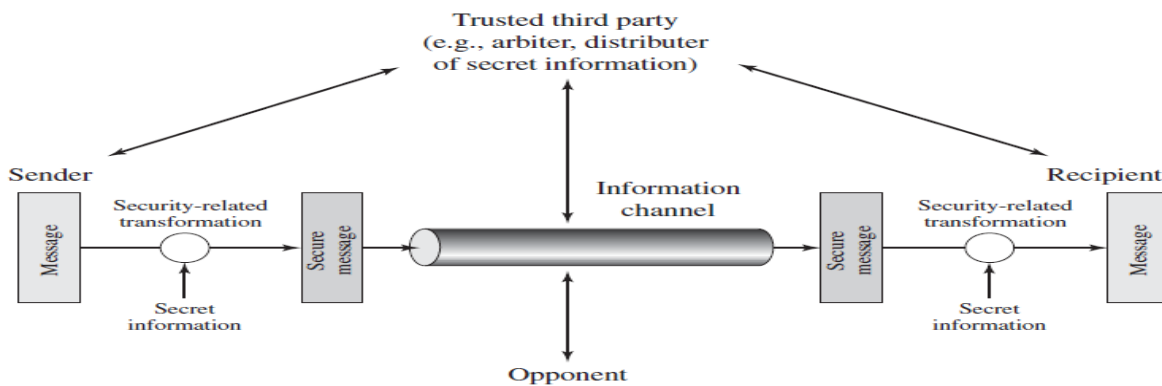 Trusted third party
(e.g., arbiter, distributer
of secret information)
Sender
Recipient
Information
channel
Security-related
transformation
Security-related
transformation
Message
Secure
message
Secure
message
Message
Secret
information
Secret
information
Opponent